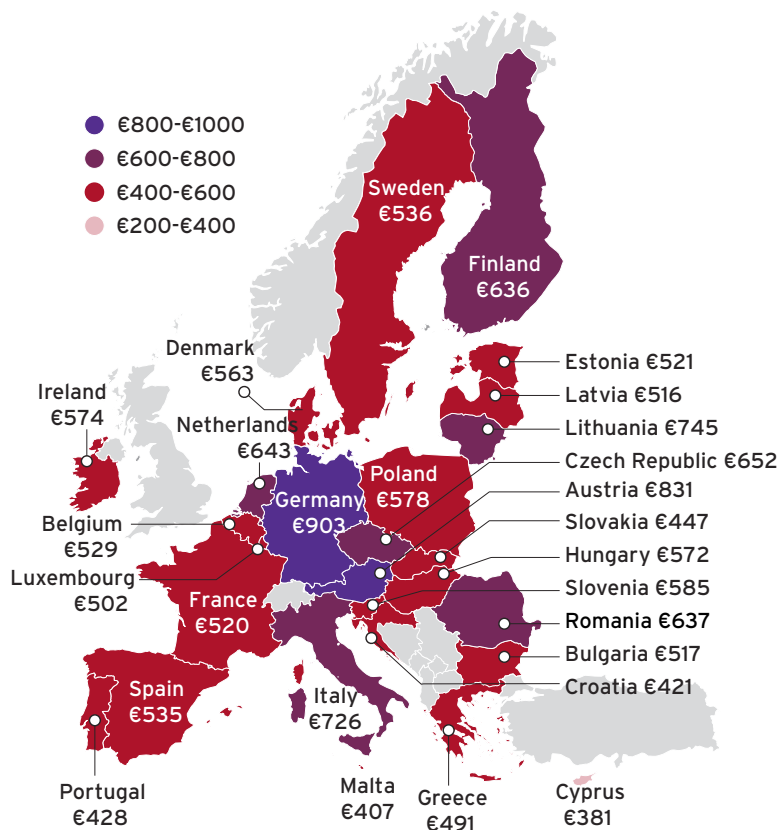 €800-€1000
€600-€800
€400-€600
€200-€400
Sweden
€536
Finland
€636
Denmark
€563
Ireland
€574
Netherlands
€643
Estonia €521
Latvia €516
Lithuania €745
Czech Republic €652
Austria €831
Slovakia €447
Hungary €572
Slovenia €585
Romania €637
Bulgaria €517
Croatia €421
Poland
€578
Germany
€903
Belgium
€529
Luxembourg
€502
France
€520
Spain
€535
Italy
€726
Portugal
€428
Malta
€407
Greece
€491
Cyprus
€381